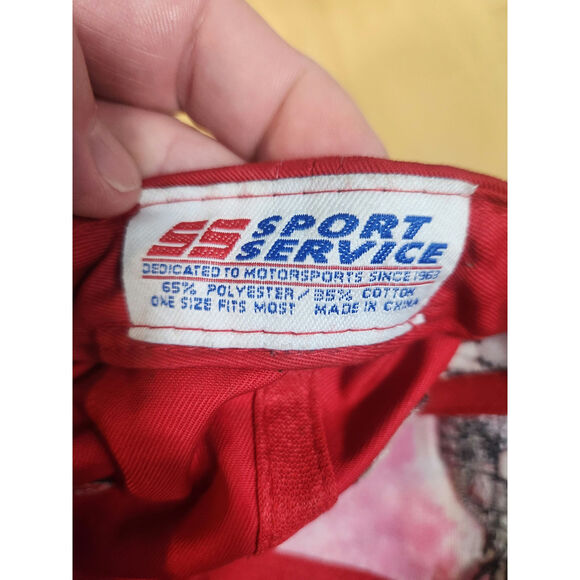 SS SPORT
SERVICE
DEDICATED TO MOTORSPORTS SINCE 1963
65% POLYESTER / 35% COTTON
ONE SIZE FITS MOST MADE IN CHINA